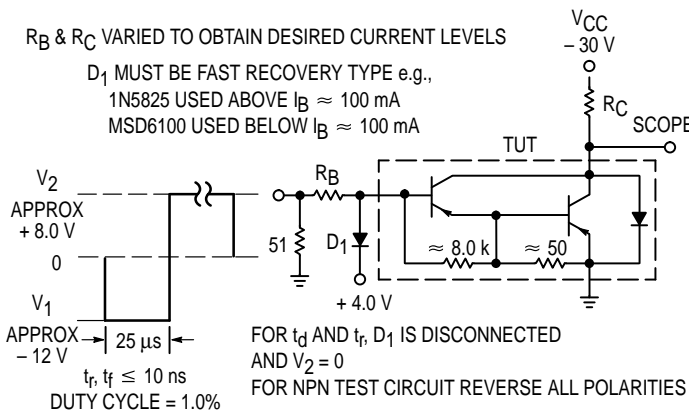 R_B & R_C VARIED TO OBTAIN DESIRED CURRENT LEVELS
D_1 MUST BE FAST RECOVERY TYPE e.g.,
1N5825 USED ABOVE I_B ≈ 100 mA
MSD6100 USED BELOW I_B ≈ 100 mA
V_CC
– 30 V
R_C
SCOPE
TUT
V_2
APPROX
+ 8.0 V
0
V_1
APPROX
– 12 V
25 μs
t_r, t_f ≤ 10 ns
DUTY CYCLE = 1.0%
R_B
51
D_1
+ 4.0 V
≈ 8.0 k
≈ 50
FOR t_d AND t_r, D_1 IS DISCONNECTED
AND V_2 = 0
FOR NPN TEST CIRCUIT REVERSE ALL POLARITIES